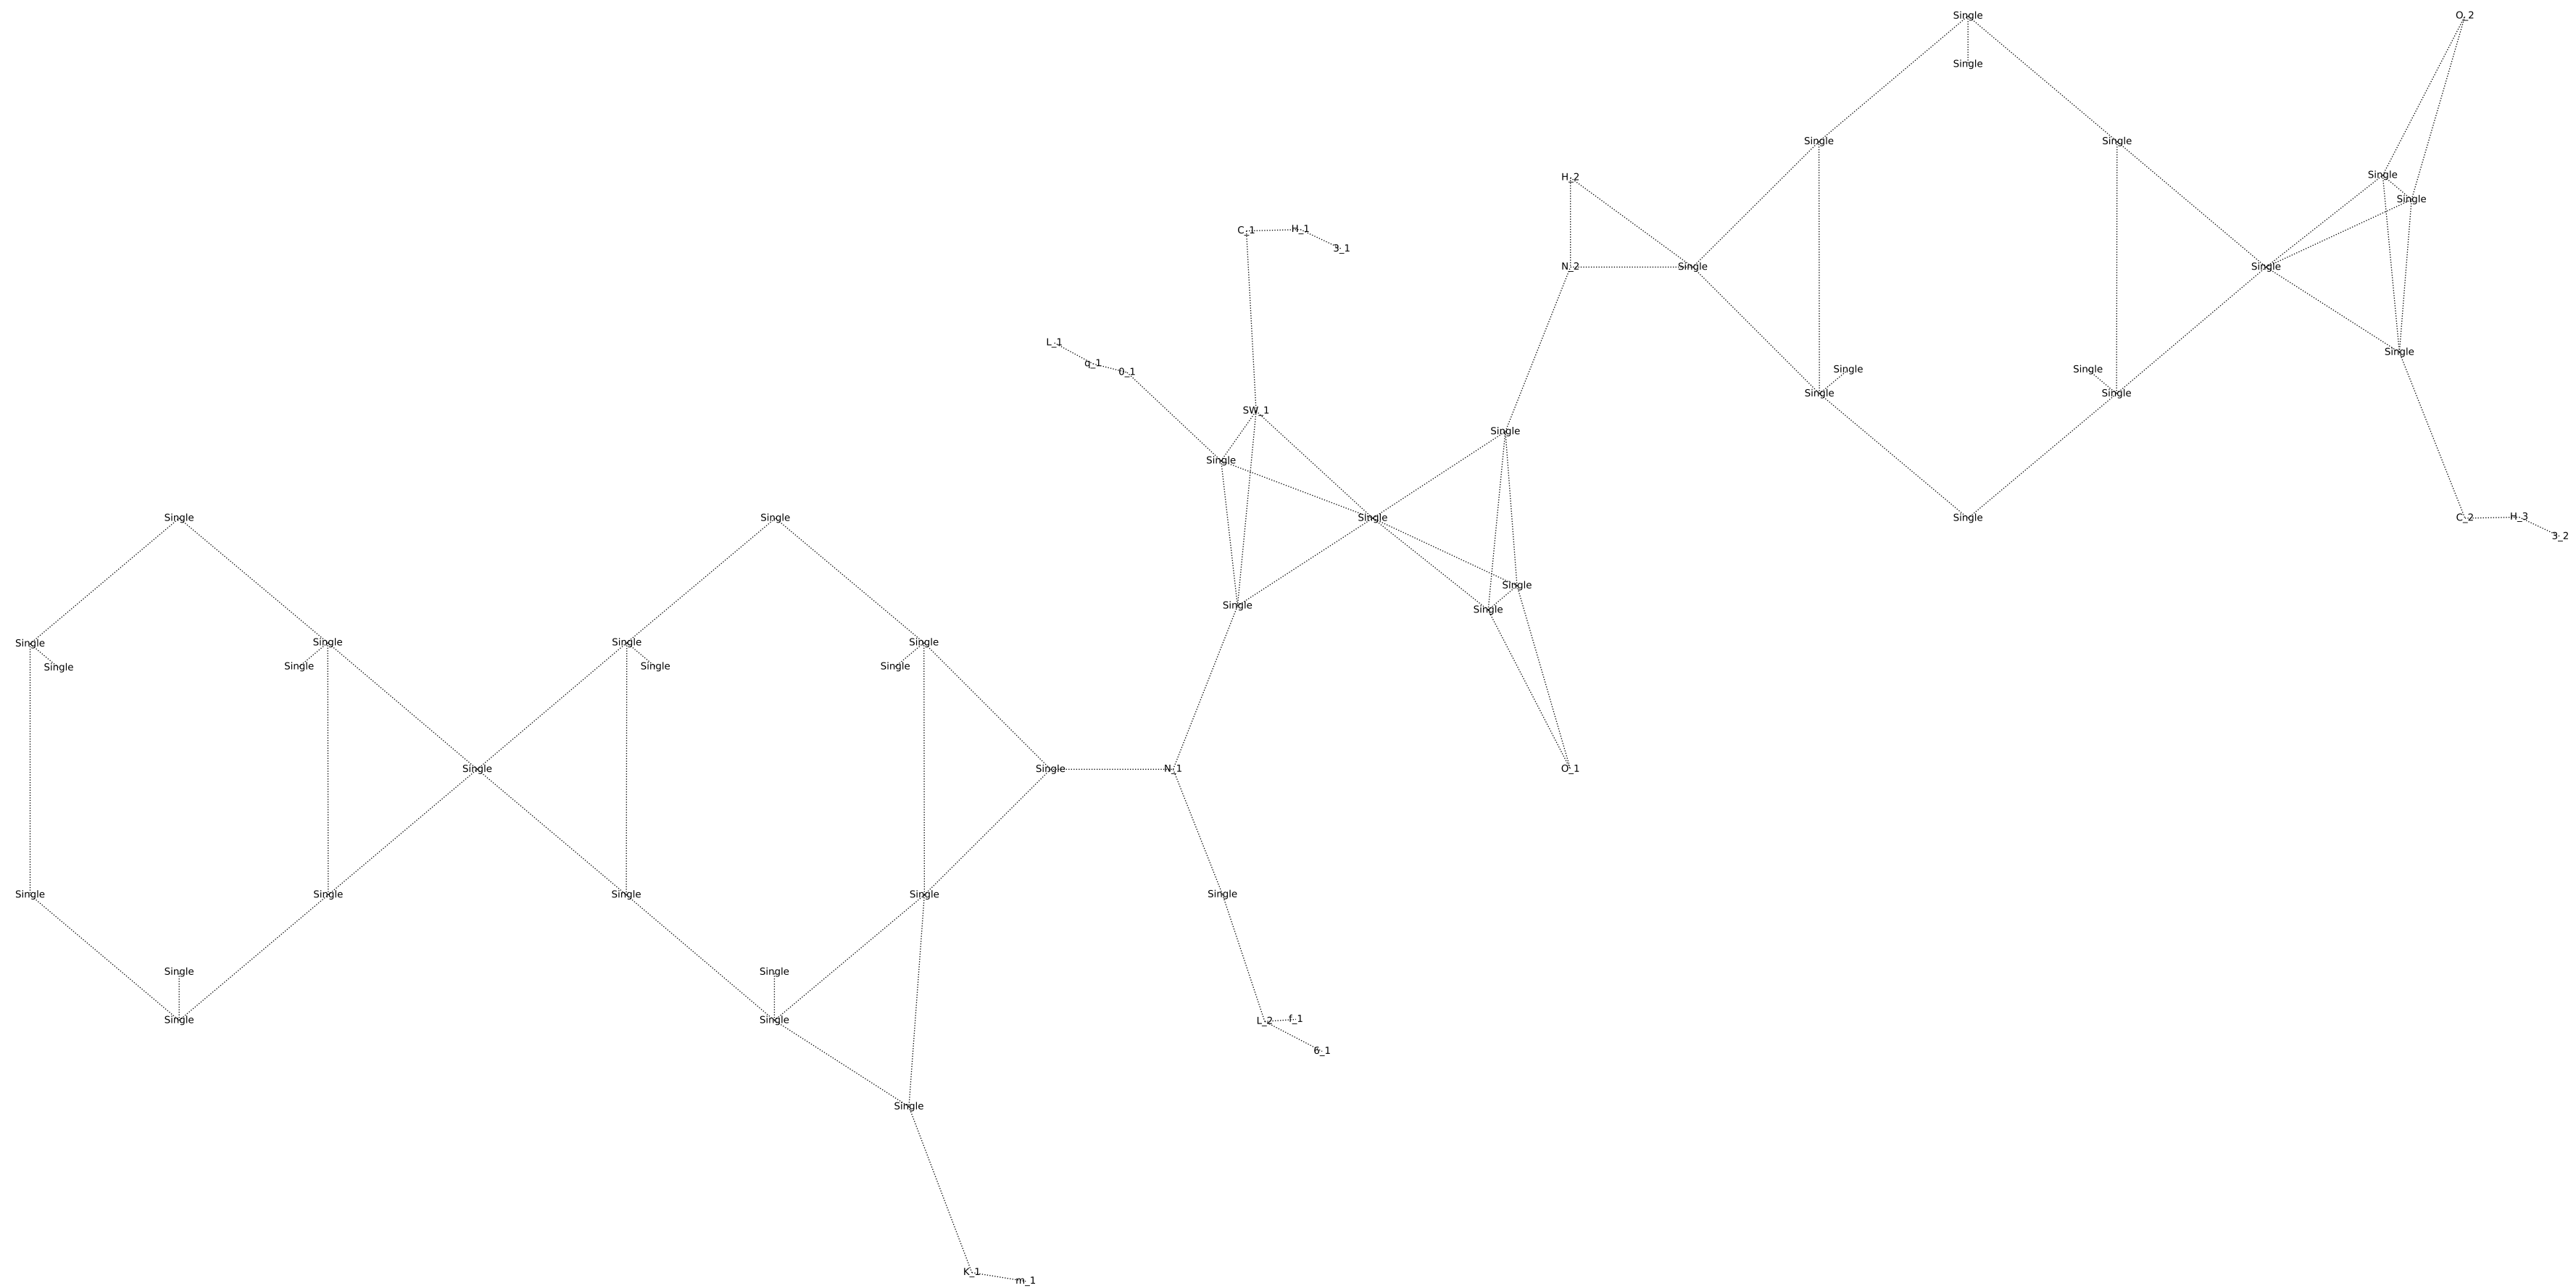 Single O_2
Single
Single Single
Single
H_2
Single
C_1 H_1
3_1
N_2 Single Single
L_1
Single
q_1
0_1
Single Single
Single Single
SW_1
Single
Single
Single Single Single Single C_2 H_3
3_2
Single
Single
Single
Single Single Single Single
Single Single Single Single
Single Single N_1 O_1
Single Single Single Single Single
Single Single
Single Single L_2 f_1
6_1
Single
K_1
m_1